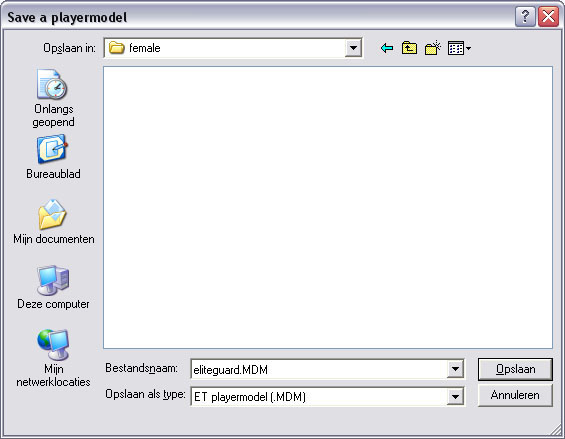 Save a playermodel
Opslaan in:
female
Onlangs
geopend
Bureaublad
Mijn documenten
Deze computer
Mijn
netwerklocaties
Bestandsnaam:
eliteguard.MDM
Opslaan
Opslaan als type:
ET playermodel (.MDM)
Annuleren